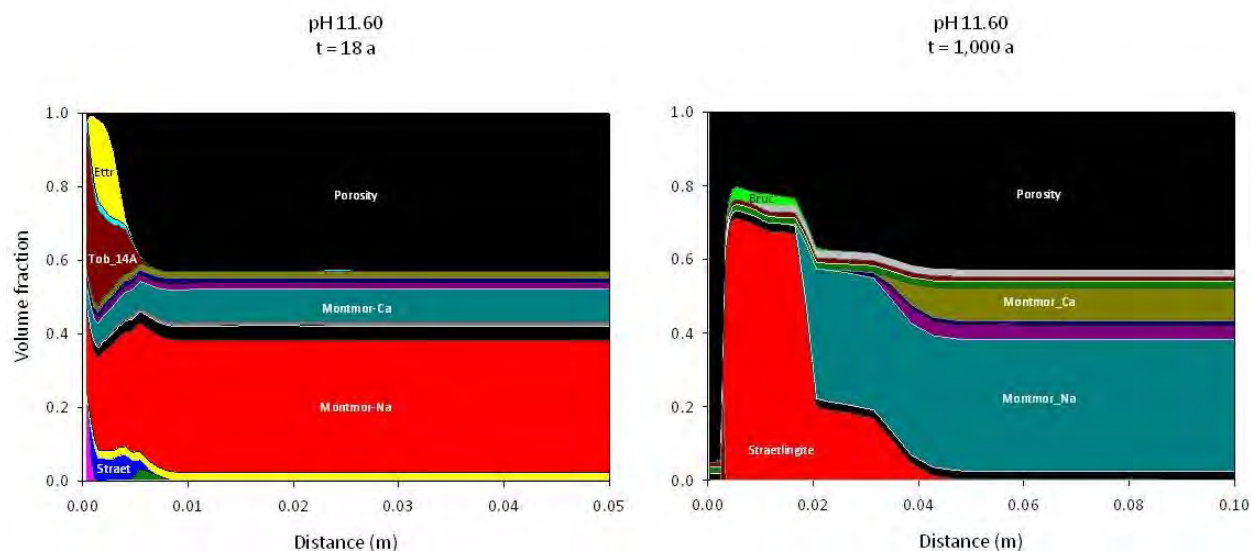 pH 11.60
t = 18 a
Volume fraction
1.0
0.8
0.6
0.4
0.2
0.0
Ettr
Tob_14A
Porosity
Montmor-Ca
Montmor-Na
Straet
0.00
0.01
0.02
0.03
0.04
0.05
Distance (m)
pH 11.60
t = 1,000 a
1.0
0.8
0.6
0.4
0.2
0.0
Porosity
Bruc
Montmor_Ca
Montmor_Na
Straetlingite
0.00
0.02
0.04
0.06
0.08
0.10
Distance (m)